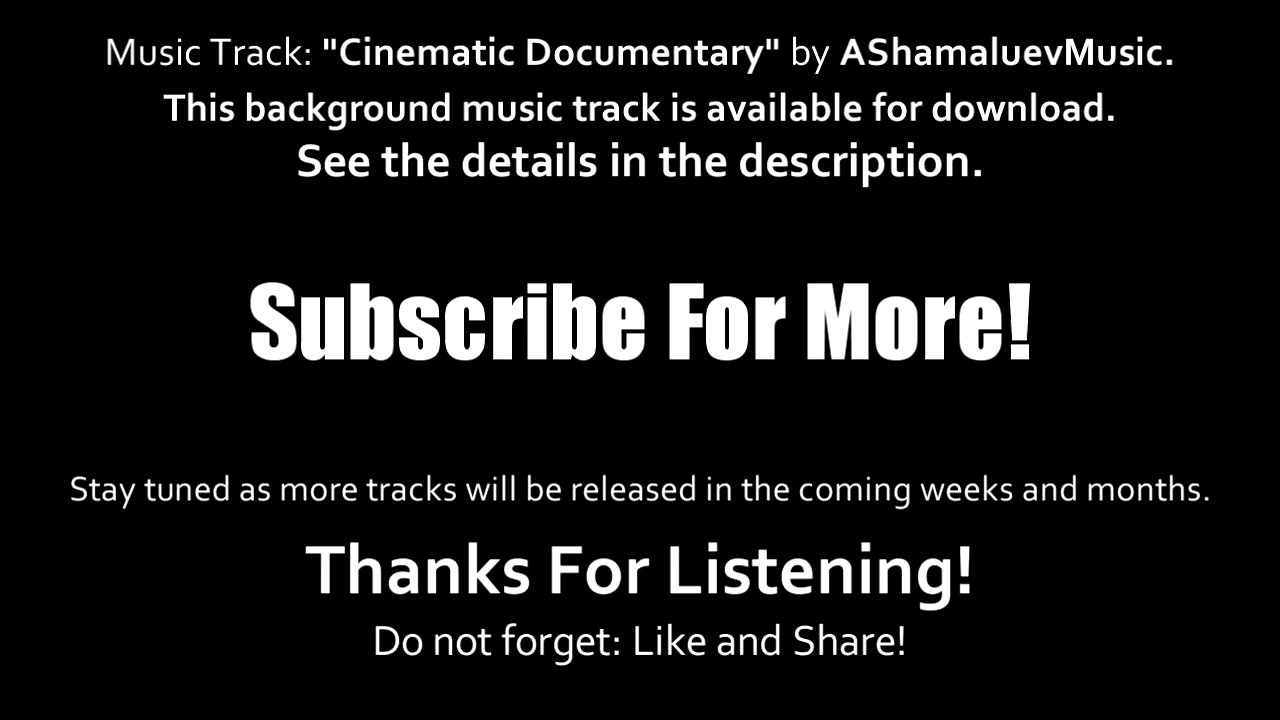 Music Track: "Cinematic Documentary" by AShamaluevMusic.
This background music track is available for download.
See the details in the description.
Subscribe For More!
Stay tuned as more tracks will be released in the coming weeks and months.
Thanks For Listening!
Do not forget: Like and Share!